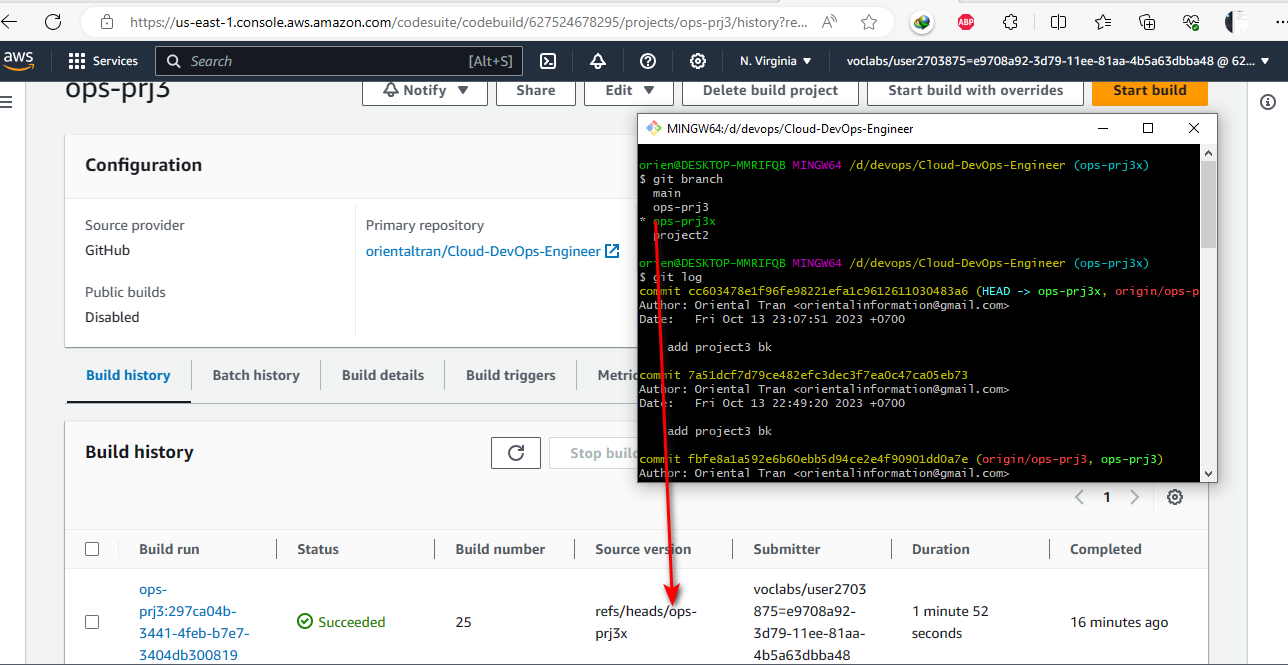 https://us-east-1.console.aws.amazon.com/codesuite/codebuild/627524678295/projects/ops-prj3/history?re...
ABP
aws
Services
Search
[Alt+S]
N. Virginia
voclabs/user2703875=e9708a92-3d79-11ee-81aa-4b5a63dbba48 @ 62...
ops-prj3
Notify
Share
Edit
Delete build project
Start build with overrides
Start build
Configuration
Source provider
GitHub
Primary repository
orientaltran/Cloud-DevOps-Engineer
Public builds
Disabled
MINGW64:/d/devops/Cloud-DevOps-Engineer
orien@DESKTOP-MMRIFQB MINGW64 /d/devops/Cloud-DevOps-Engineer (ops-prj3x)
$ git branch
main
ops-prj3
* ops-prj3x
project2
orien@DESKTOP-MMRIFQB MINGW64 /d/devops/Cloud-DevOps-Engineer (ops-prj3x)
$ git log
commit cc603478e1f96fe98221efa1c9612611030483a6 (HEAD -> ops-prj3x, origin/ops-p
Author: Oriental Tran <orientalinformation@gmail.com>
Date: Fri Oct 13 23:07:51 2023 +0700
add project3 bk
commit 7a51dcf7d79ce482efc3dec3f7ea0c47ca05eb73
Author: Oriental Tran <orientalinformation@gmail.com>
Date: Fri Oct 13 22:49:20 2023 +0700
add project3 bk
commit fbfe8a1a592e6b60ebb5d94ce2e4f90901dd0a7e (origin/ops-prj3, ops-prj3)
Author: Oriental Tran <orientalinformation@gmail.com>
Build history
Batch history
Build details
Build triggers
Metric
Build history
Stop build
1
Build run
Status
Build number
Source version
Submitter
Duration
Completed
ops-
prj3:297ca04b-
3441-4feb-b7e7-
3404db300819
Succeeded
25
refs/heads/ops-
prj3x
voclabs/user2703
875=e9708a92-
3d79-11ee-81aa-
4b5a63dbba48
1 minute 52
seconds
16 minutes ago